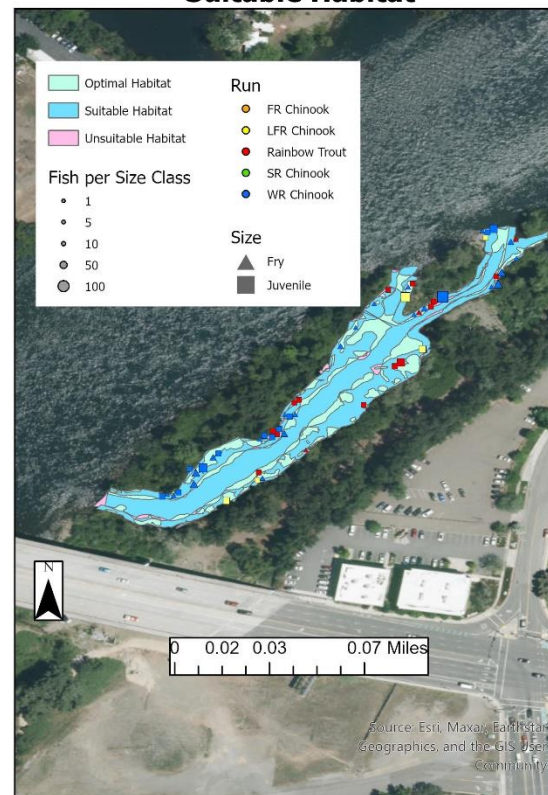 Suitable Habitat
Optimal Habitat
Suitable Habitat
Unsuitable Habitat
Fish per Size Class
1
5
10
50
100
Run
FR Chinook
LFR Chinook
Rainbow Trout
SR Chinook
WR Chinook
Size
Fry
Juvenile
N
0 0.02 0.03 0.07 Miles
Source: Esri, Maxar, Earthstar
Geographics, and the GIS User
Community